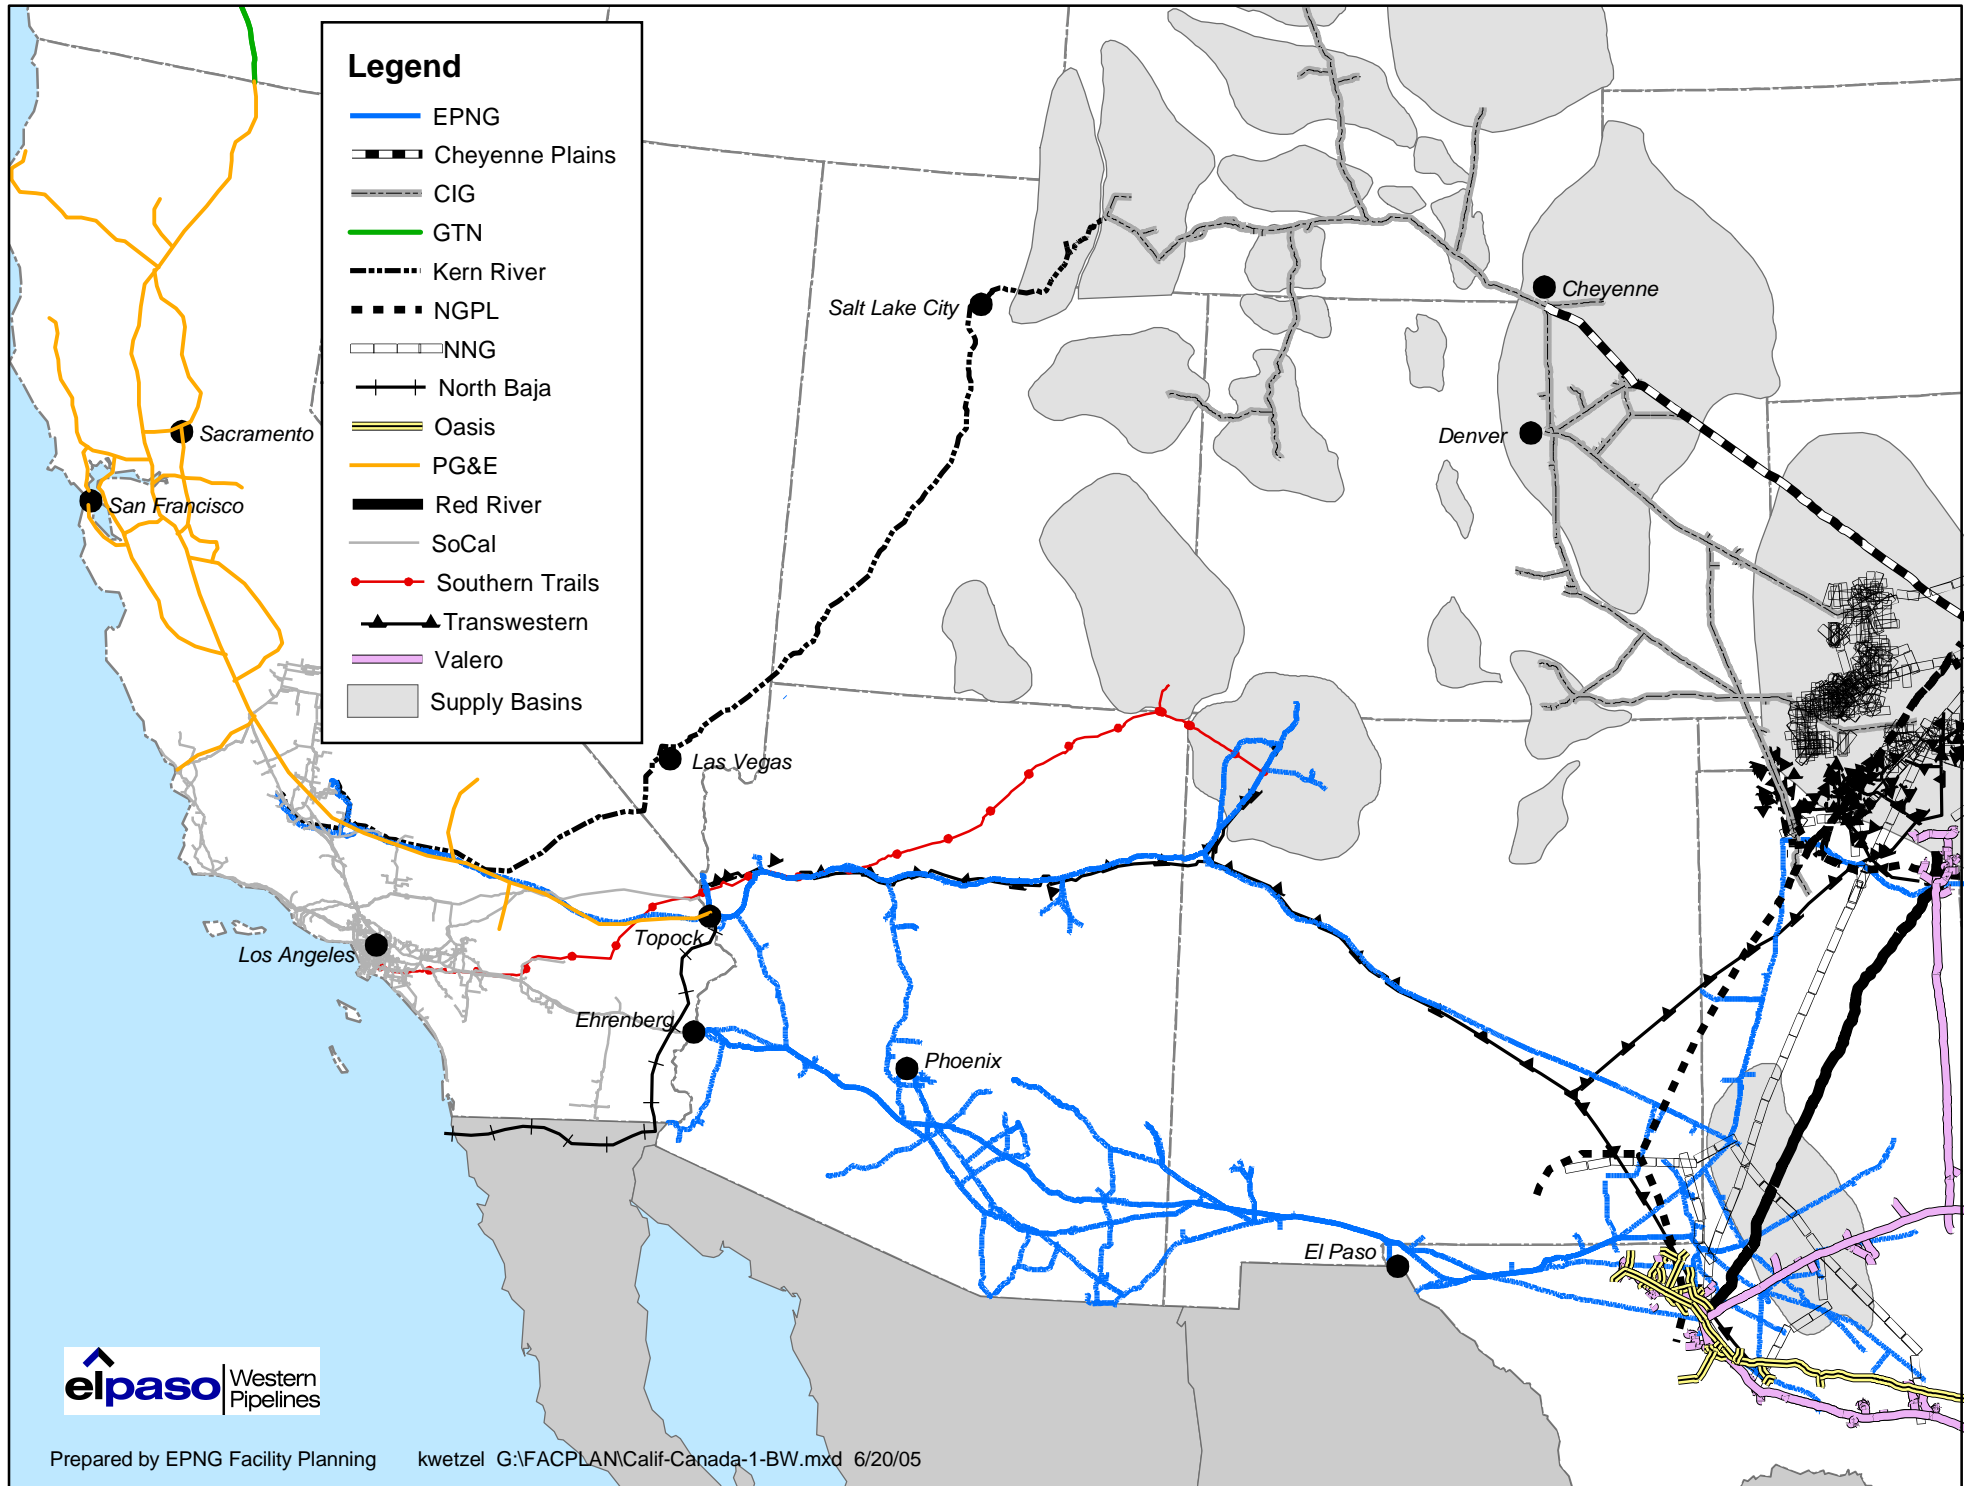 Legend
EPNG
Cheyenne Plains
CIG
GTN
Kern River
NGPL
NNG
North Baja
Oasis
PG&E
Red River
SoCal
Southern Trails
Transwestern
Valero
Supply Basins
Cheyenne
Salt Lake City
Sacramento
Denver
San Francisco
Las Vegas
Topock
Los Angeles
Ehrenberg
Phoenix
El Paso
elpaso
Western
Pipelines
Prepared by EPNG Facility Planning kwetzel G:\FACPLAN\Calif-Canada-1-BW.mxd 6/20/05